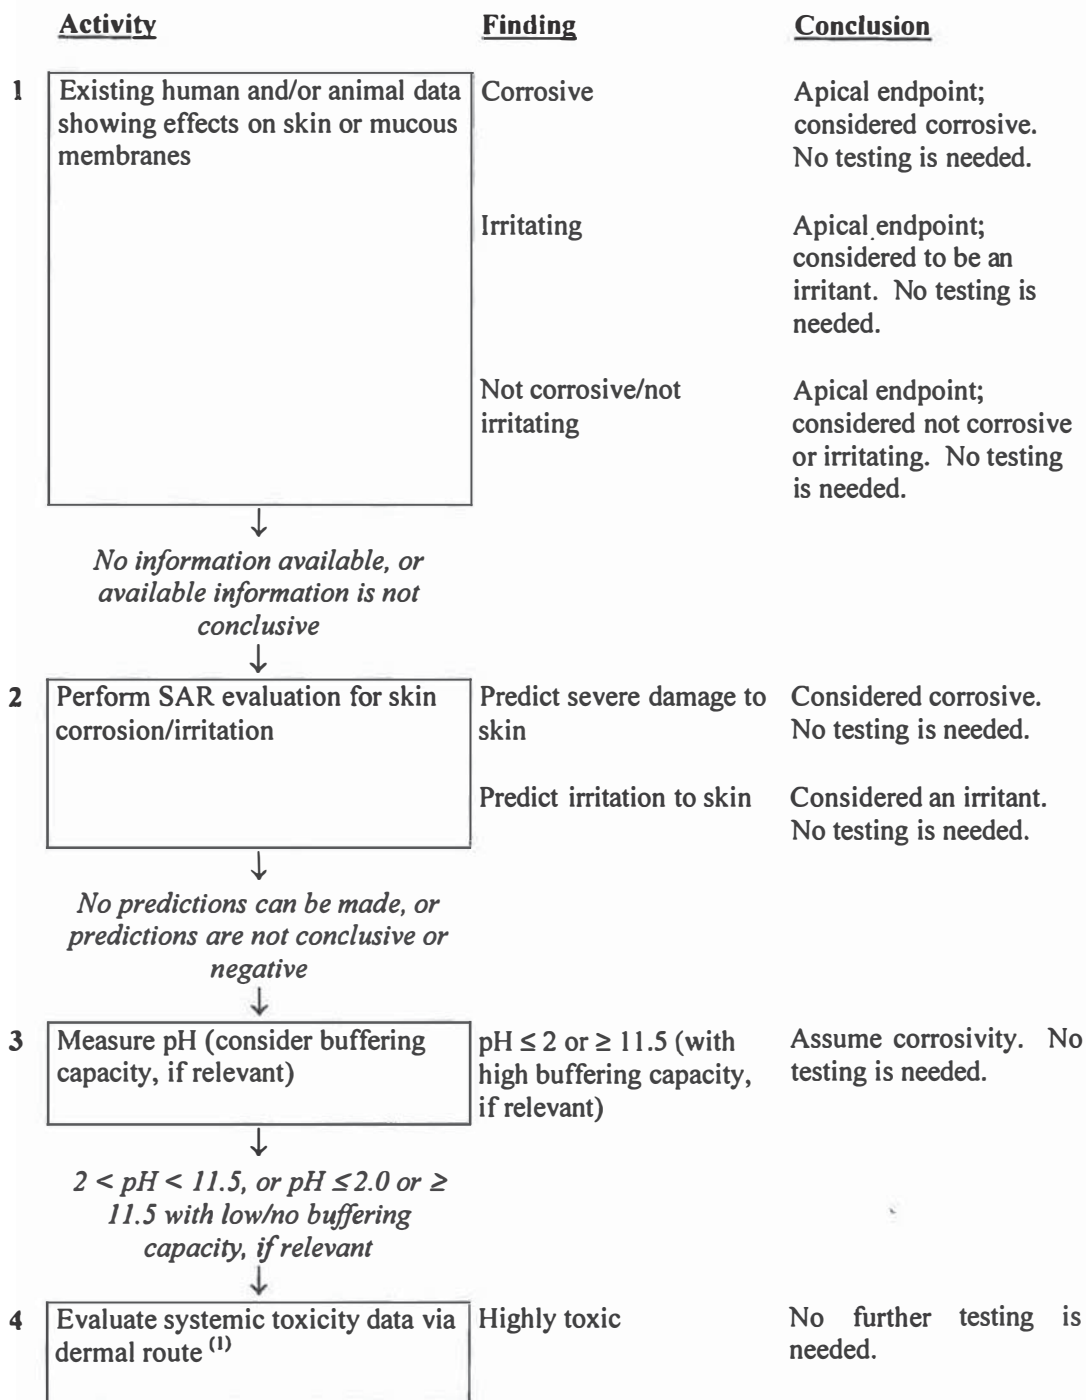 Activity Finding Conclusion
1 Existing human and/or animal data Corrosive Apical endpoint;
showing effects on skin or mucous considered corrosive.
membranes No testing is needed.
Irritating Apical endpoint;
considered to be an
irritant. No testing is
needed.
Not corrosive/not Apical endpoint;
irritating considered not corrosive
or irritating. No testing
is needed.
↓
No information available, or
available information is not
conclusive
↓
2 Perform SAR evaluation for skin Predict severe damage to Considered corrosive.
corrosion/irritation skin No testing is needed.
Predict irritation to skin Considered an irritant.
No testing is needed.
↓
No predictions can be made, or
predictions are not conclusive or
negative
↓
3 Measure pH (consider buffering pH ≤ 2 or ≥ 11.5 (with Assume corrosivity. No
capacity, if relevant) high buffering capacity, testing is needed.
if relevant)
↓
2 < pH < 11.5, or pH ≤2.0 or ≥
11.5 with low/no buffering
capacity, if relevant
↓
4 Evaluate systemic toxicity data via Highly toxic No further testing is
dermal route (1) needed.